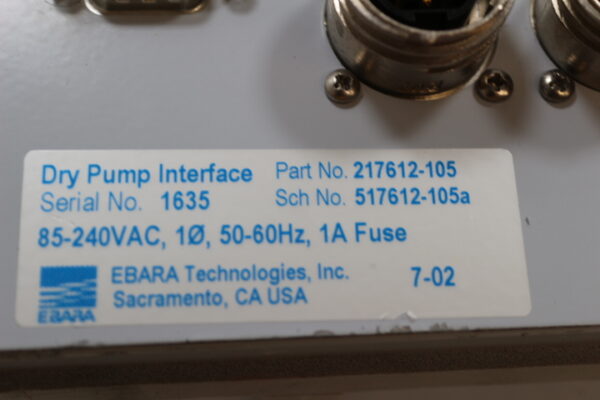 Dry Pump Interface Part No. 217612-105
Serial No. 1635 Sch No. 517612-105a
85-240VAC, 1Ø, 50-60Hz, 1A Fuse
EBARA Technologies, Inc. 7-02
Sacramento, CA USA
EBARA